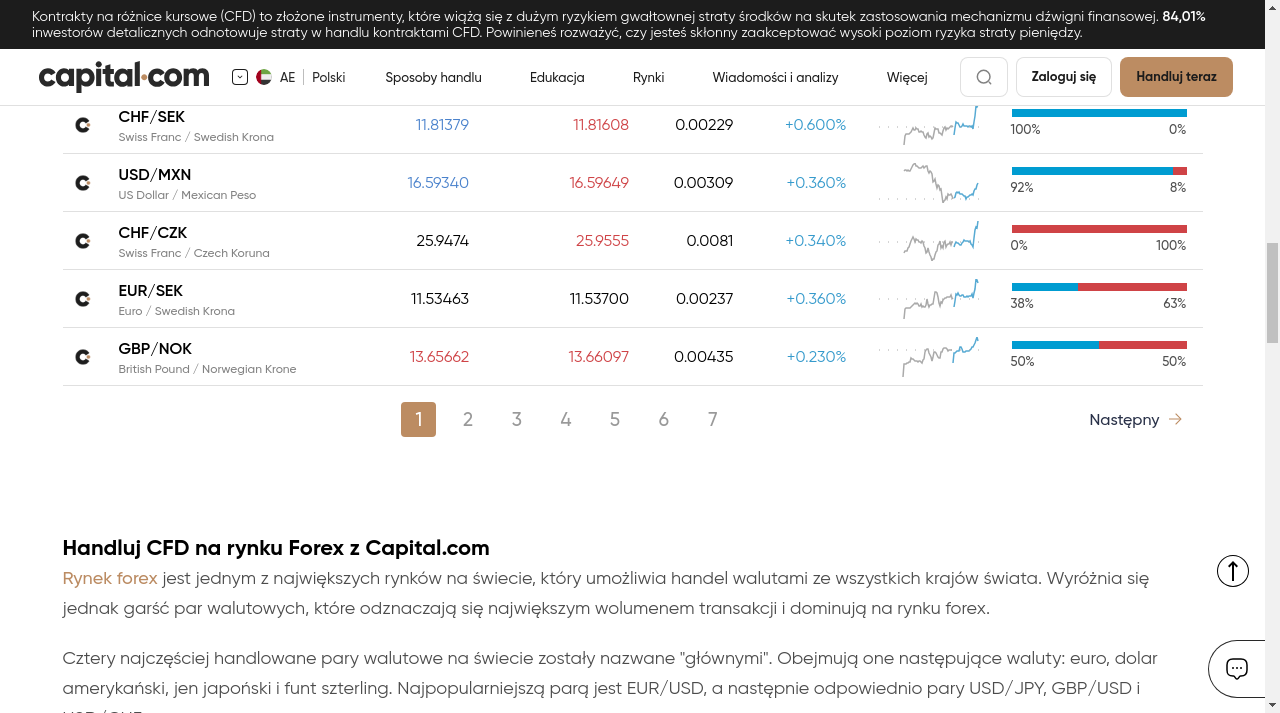 Kontrakty na różnice kursowe (CFD) to złożone instrumenty, które wiążą się z dużym ryzykiem gwałtownej straty środków na skutek zastosowania mechanizmu dźwigni finansowej. 84,01%
inwestorów detalicznych odnotowuje straty w handlu kontraktami CFD. Powinieneś rozważyć, czy jesteś skłonny zaakceptować wysoki poziom ryzyka straty pieniędzy.
capital.com AE Polski Sposoby handlu Edukacja Rynki Wiadomości i analizy Więcej Zaloguj się Handluj teraz
CHF/SEK 11.81379 11.81608 0.00229 +0.600%
Swiss Franc / Swedish Krona 100% 0%
USD/MXN 16.59340 16.59649 0.00309 +0.360%
US Dollar / Mexican Peso 92% 8%
CHF/CZK 25.9474 25.9555 0.0081 +0.340%
Swiss Franc / Czech Koruna 0% 100%
EUR/SEK 11.53463 11.53700 0.00237 +0.360%
Euro / Swedish Krona 38% 63%
GBP/NOK 13.65662 13.66097 0.00435 +0.230%
British Pound / Norwegian Krone 50% 50%
1 2 3 4 5 6 7 Następny
Handluj CFD na rynku Forex z Capital.com
Rynek forex jest jednym z największych rynków na świecie, który umożliwia handel walutami ze wszystkich krajów świata. Wyróżnia się
jednak garść par walutowych, które odznaczają się największym wolumenem transakcji i dominują na rynku forex.
Cztery najczęściej handlowane pary walutowe na świecie zostały nazwane "głównymi". Obejmują one następujące waluty: euro, dolar
amerykański, jen japoński i funt szterling. Najpopularniejszą parą jest EUR/USD, a następnie odpowiednio pary USD/JPY, GBP/USD i